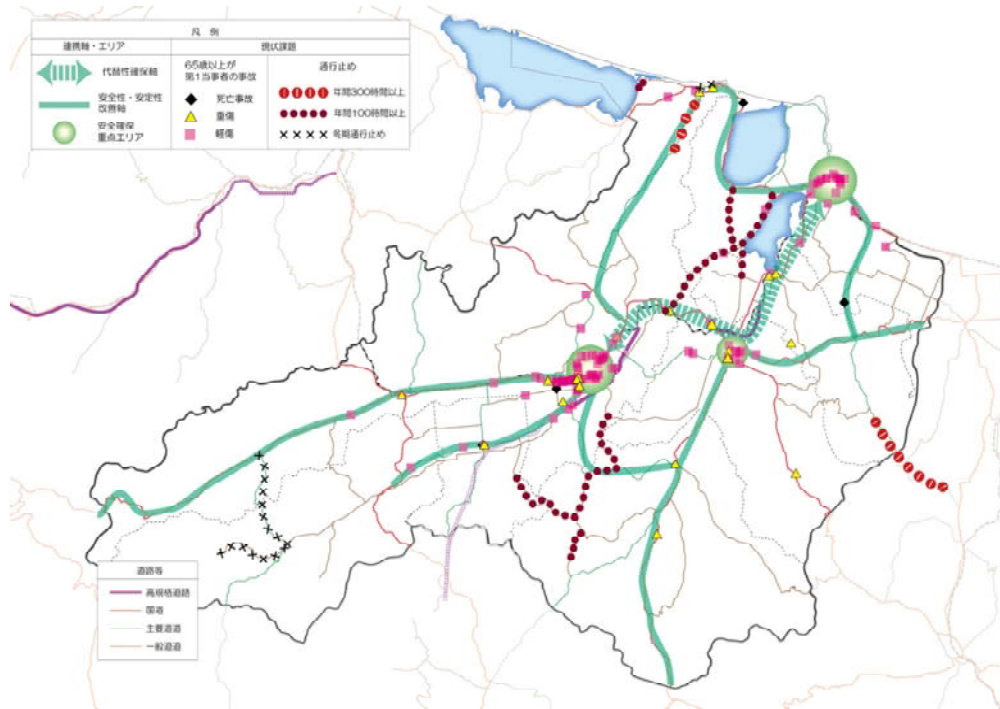 凡 例
連携軸・エリア
現状課題
代替性確保軸
安全性・安定性
改善軸
安全確保
重点エリア
65歳以上が
第1当事者の事故
死亡事故
重傷
軽傷
通行止め
年間300時間以上
年間100時間以上
冬期通行止め
道路等
高規格道路
国道
主要道道
一般道道